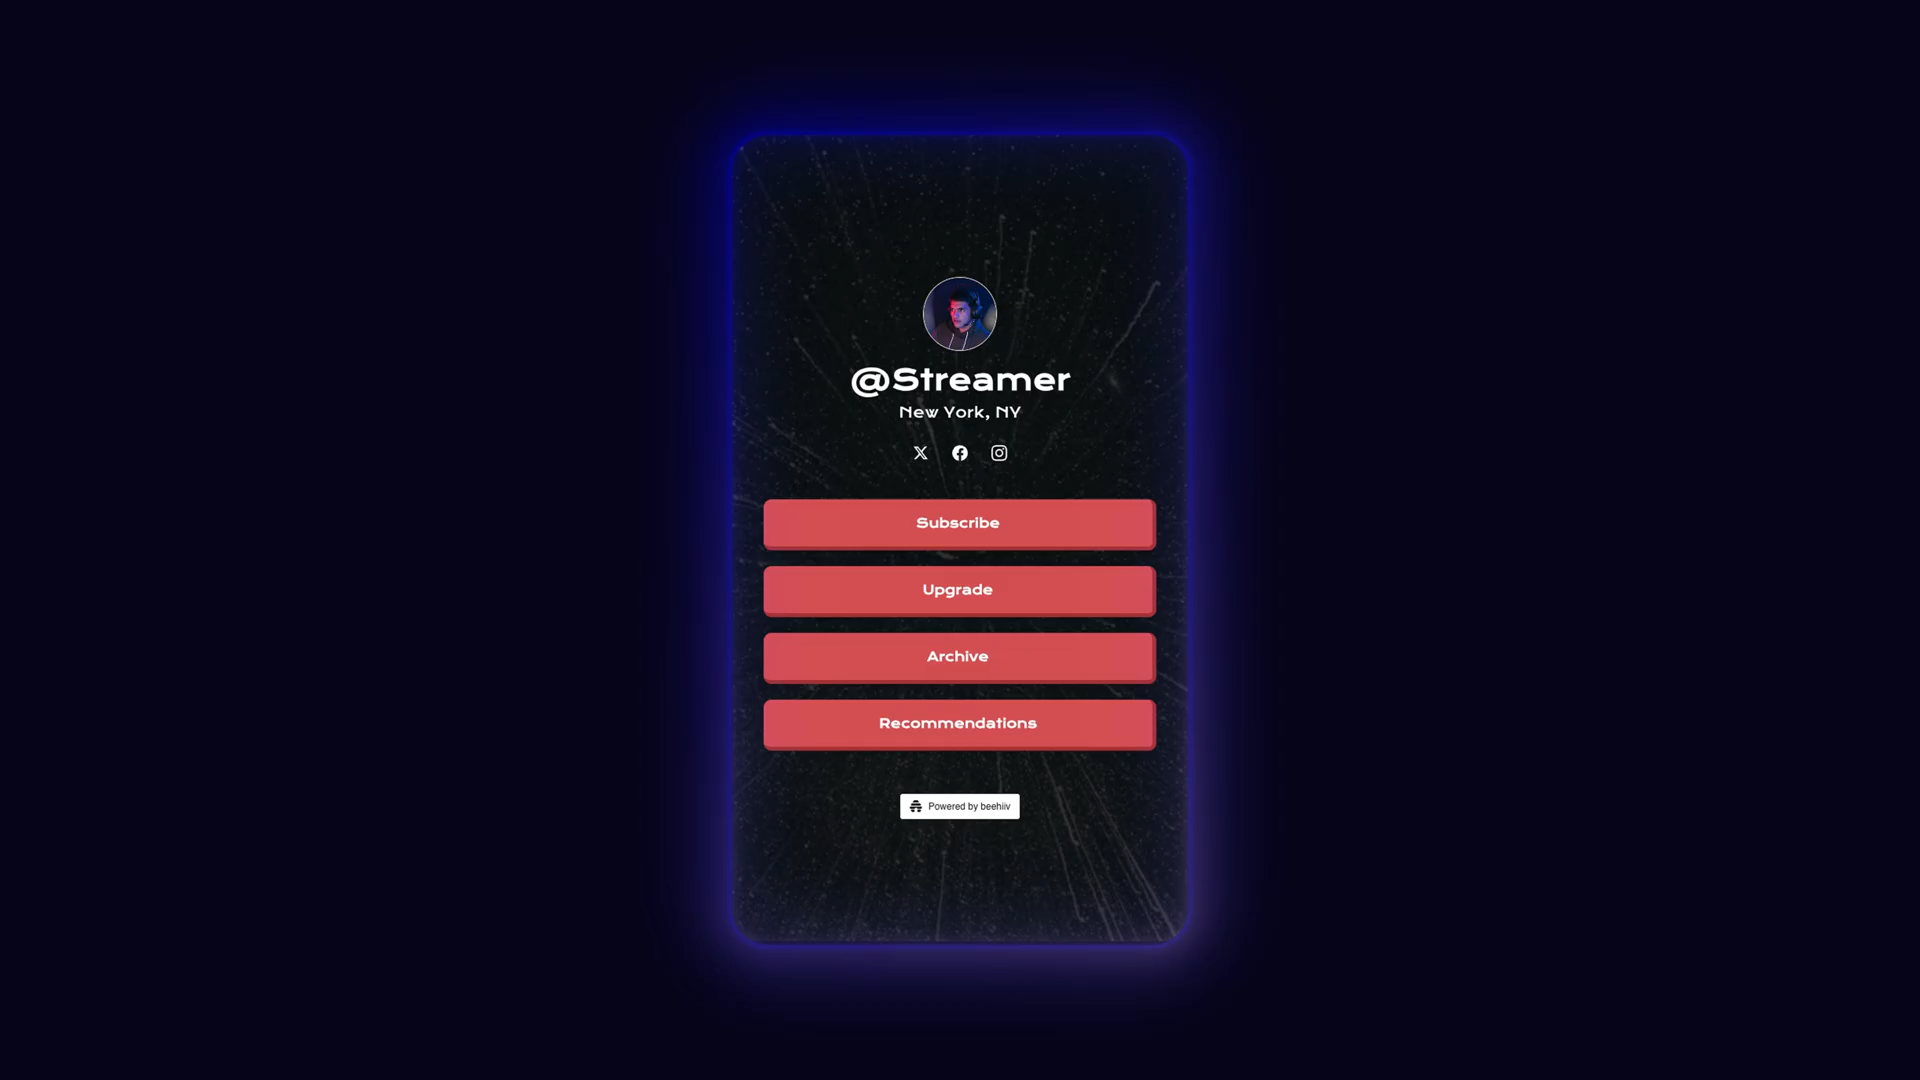 @Streamer
New York, NY
Subscribe
Upgrade
Archive
Recommendations
Powered by beehiiv